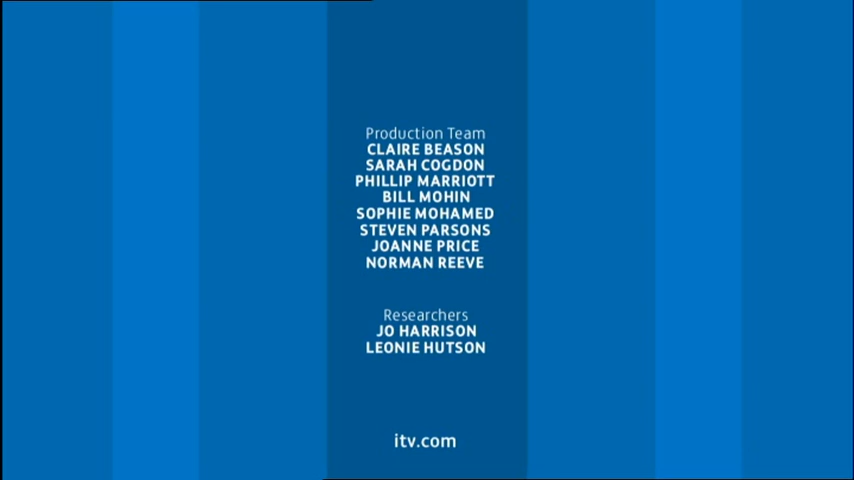 Production Team
CLAIRE BEASON
SARAH COGDON
PHILLIP MARRIOTT
BILL MOHIN
SOPHIE MOHAMED
STEVEN PARSONS
JOANNE PRICE
NORMAN REEVE
Researchers
JO HARRISON
LEONIE HUTSON
itv.com